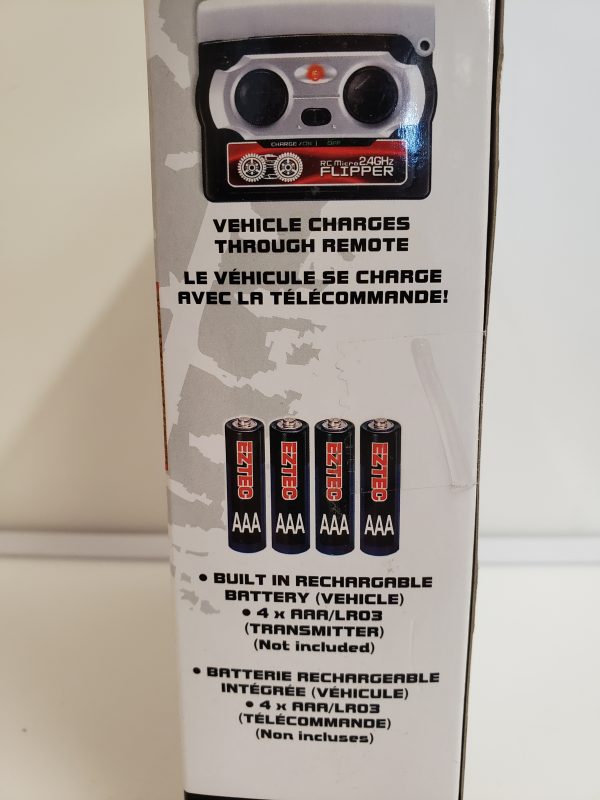 CHARGE/ON | OFF
RC Micro 2.4GHz
FLIPPER
VEHICLE CHARGES
THROUGH REMOTE
LE VÉHICULE SE CHARGE
AVEC LA TÉLÉCOMMANDE!
EZTEC EZTEC EZTEC EZTEC
AAA AAA AAA AAA
• BUILT IN RECHARGABLE
BATTERY (VEHICLE)
• 4 x AAA/LR03
(TRANSMITTER)
(Not included)
• BATTERIE RECHARGEABLE
INTÉGRÉE (VÉHICULE)
• 4 x AAA/LR03
(TÉLÉCOMMANDE)
(Non incluses)